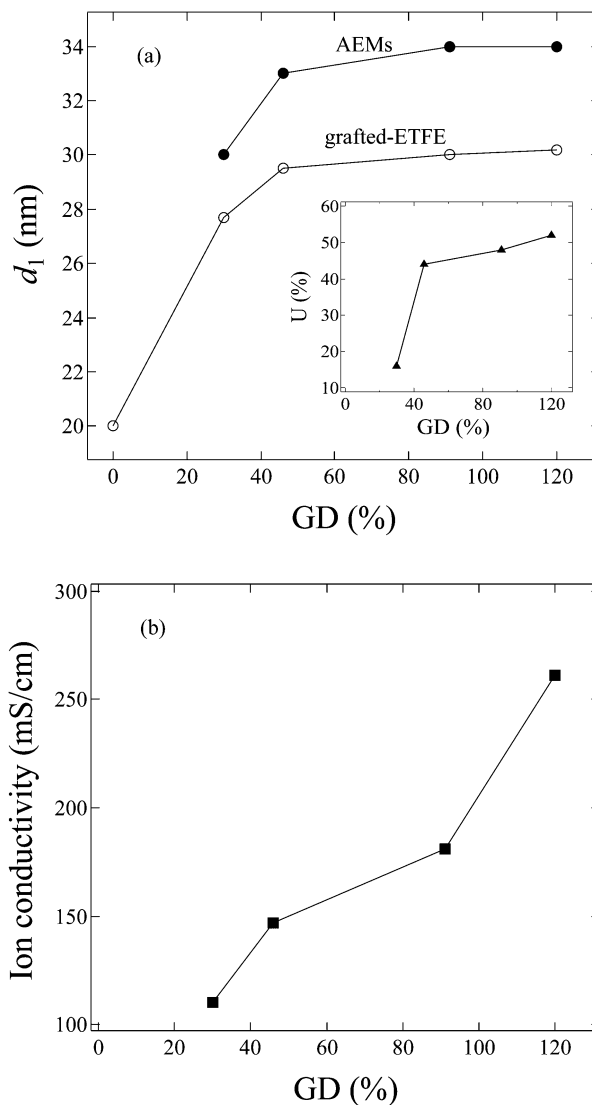 34
32
30
28
26
24
22
20
d1 (nm)
(a)
AEMs
grafted-ETFE
60
50
40
30
20
10
U (%)
0 40 80 120
GD (%)
0 20 40 60 80 100 120
GD (%)
300
250
200
150
100
Ion conductivity (mS/cm)
(b)
0 20 40 60 80 100 120
GD (%)